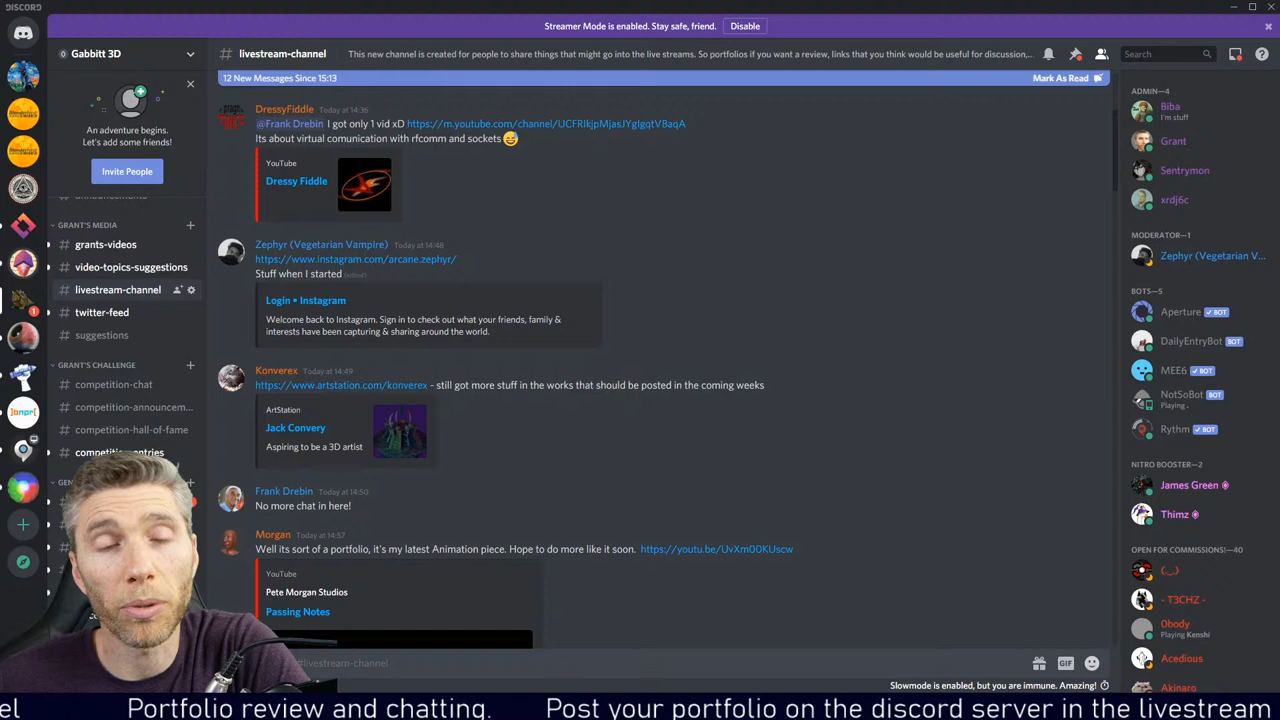 DISCORD
Streamer Mode is enabled. Stay safe, friend. Disable
Gabbitt 3D
# livestream-channel This new channel is created for people to share things that might go into the live streams. So portfolios if you want a review, links that you think would be useful for discussion,...
Search
12 New Messages Since 15:13 Mark As Read
An adventure begins.
Let's add some friends!
Invite People
announcements
GRANT'S MEDIA
# grants-videos
# video-topics-suggestions
# livestream-channel
# twitter-feed
# suggestions
GRANT'S CHALLENGE
# competition-chat
# competition-announcem...
# competition-hall-of-fame
competition-entries
GEN
1
DressyFiddle Today at 14:36
@Frank Drebin I got only 1 vid xD https://m.youtube.com/channel/UCFRIkjpMjasJYgIgqtVBaqA
Its about virtual comunication with rfcomm and sockets 😅
YouTube
Dressy Fiddle
Zephyr (Vegetarian Vampire) Today at 14:48
https://www.instagram.com/arcane.zephyr/
Stuff when I started (edited)
Login • Instagram
Welcome back to Instagram. Sign in to check out what your friends, family &
interests have been capturing & sharing around the world.
Konverex Today at 14:49
https://www.artstation.com/konverex - still got more stuff in the works that should be posted in the coming weeks
ArtStation
Jack Convery
Aspiring to be a 3D artist
Frank Drebin Today at 14:50
No more chat in here!
Morgan Today at 14:57
Well its sort of a portfolio, it's my latest Animation piece. Hope to do more like it soon. https://youtu.be/UvXm00KUscw
YouTube
Pete Morgan Studios
Passing Notes
#livestream-channel
GIF
Slowmode is enabled, but you are immune. Amazing!
ADMIN—4
Biba
I'm stuff
Grant
Sentrymon
xrdj6c
MODERATOR—1
Zephyr (Vegetarian V...
BOTS—5
Aperture ✓ BOT
DailyEntryBot BOT
MEE6 ✓ BOT
NotSoBot BOT
Playing .
Rythm ✓ BOT
NITRO BOOSTER—2
James Green
Thimz
OPEN FOR COMMISSIONS!—40
(._.)
- T3CHZ -
0body
Playing Kenshi
Acedious
Akinaro
el Portfolio review and chatting. Post your portfolio on the discord server in the livestream